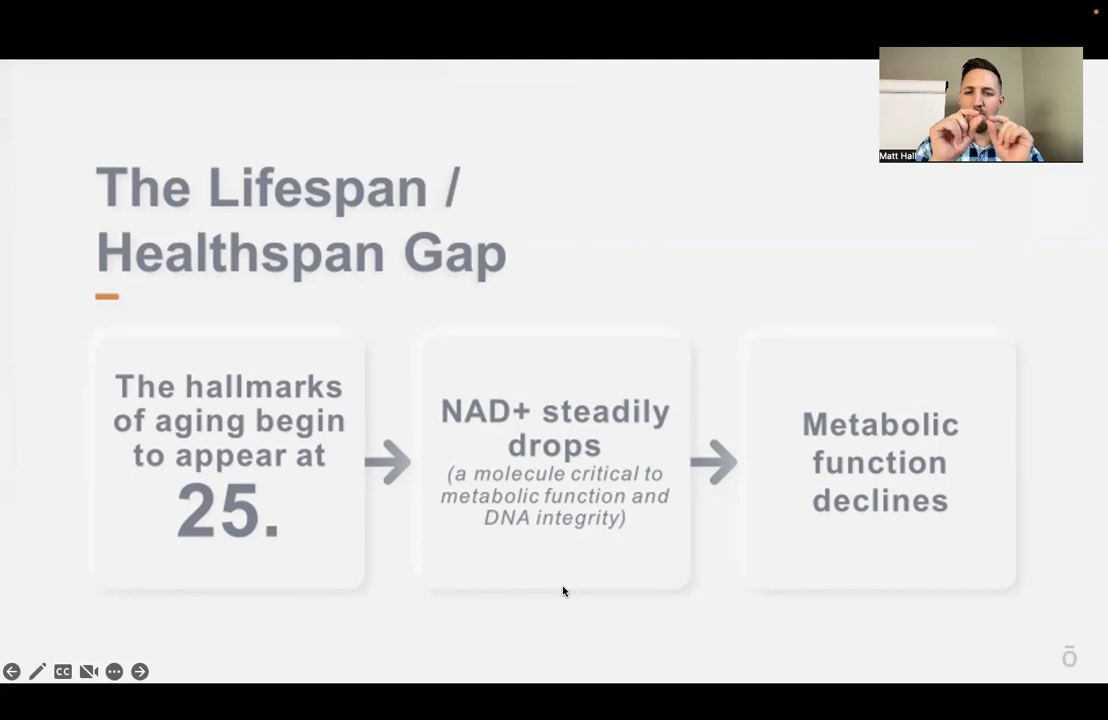 Matt Hall
The Lifespan /
Healthspan Gap
The hallmarks
of aging begin
to appear at
25.
NAD+ steadily
drops
(a molecule critical to
metabolic function and
DNA integrity)
Metabolic
function
declines
CC
ō